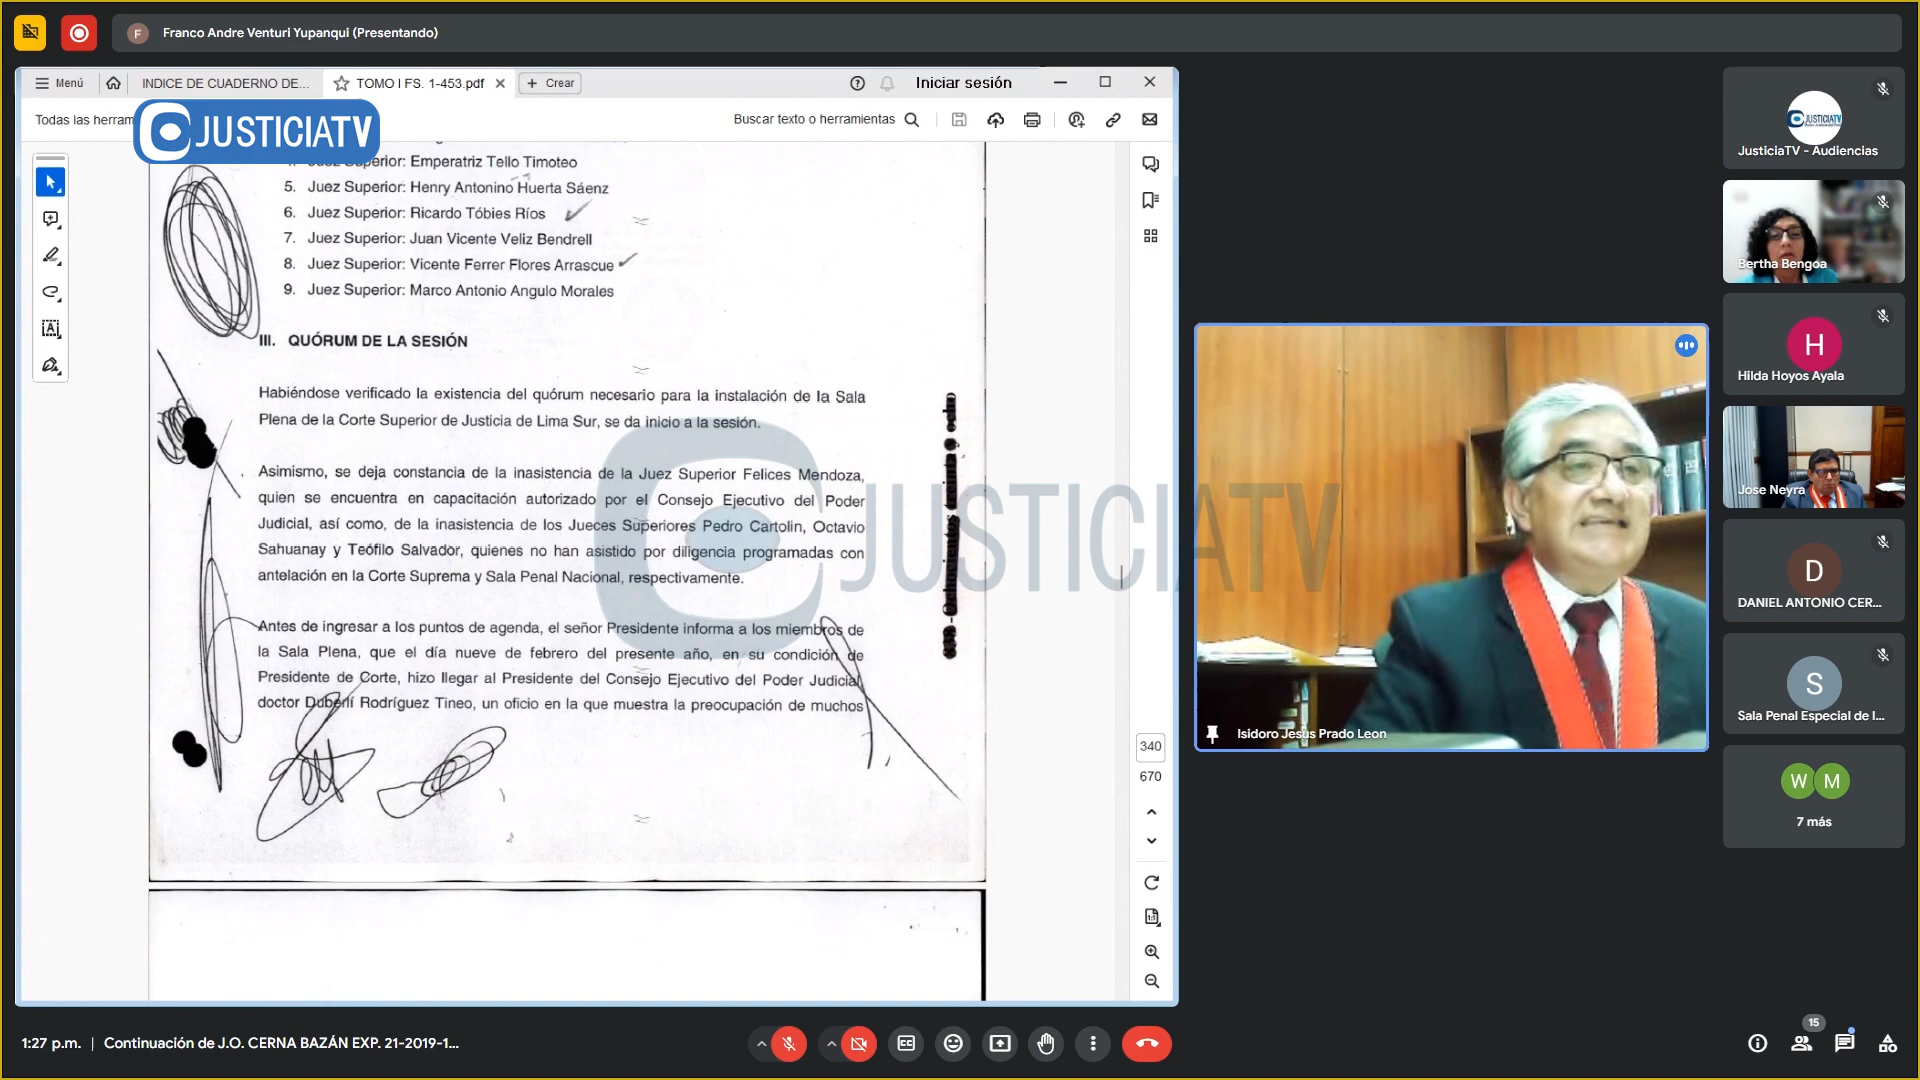 Franco Andre Venturi Yupanqui (Presentando)
F
Menú
INDICE DE CUADERNO DE...
TOMO I FS. 1-453.pdf
Crear
Iniciar sesión
Todas las herram
Buscar texto o herramientas
JUSTICIATV
Juez Superior: Emperatriz Tello Timoteo
5. Juez Superior: Henry Antonino Huerta Sáenz
6. Juez Superior: Ricardo Tóbies Ríos
7. Juez Superior: Juan Vicente Veliz Bendrell
8. Juez Superior: Vicente Ferrer Flores Arrascue
9. Juez Superior: Marco Antonio Angulo Morales
III. QUÓRUM DE LA SESIÓN
Habiéndose verificado la existencia del quórum necesario para la instalación de la Sala
Plena de la Corte Superior de Justicia de Lima Sur, se da inicio a la sesión.
Asimismo, se deja constancia de la inasistencia de la Juez Superior Felices Mendoza,
quien se encuentra en capacitación autorizado por el Consejo Ejecutivo del Poder
Judicial, así como, de la inasistencia de los Jueces Superiores Pedro Cartolin, Octavio
Sahuanay y Teófilo Salvador, quienes no han asistido por diligencia programadas con
antelación en la Corte Suprema y Sala Penal Nacional, respectivamente.
Antes de ingresar a los puntos de agenda, el señor Presidente informa a los miembros de
la Sala Plena, que el día nueve de febrero del presente año, en su condición de
Presidente de Corte, hizo llegar al Presidente del Consejo Ejecutivo del Poder Judicial,
doctor Duberlí Rodríguez Tineo, un oficio en la que muestra la preocupación de muchos
JUSTICIATV
340
670
Isidoro Jesus Prado Leon
JUSTICIATV
JusticiaTV - Audiencias
Bertha Bengoa
H
Hilda Hoyos Ayala
Jose Neyra
D
DANIEL ANTONIO CER...
S
Sala Penal Especial de l...
W M
7 más
1:27 p.m. | Continuación de J.O. CERNA BAZÁN EXP. 21-2019-1...
15